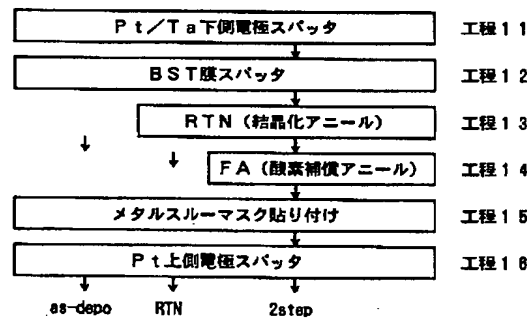 Pt／Ta下側電極スパッタ 工程11
BST膜スパッタ 工程12
RTN（結晶化アニール） 工程13
FA（酸素補償アニール） 工程14
メタルスルーマスク貼り付け 工程15
Pt上側電極スパッタ 工程16
as-depo RTN 2step